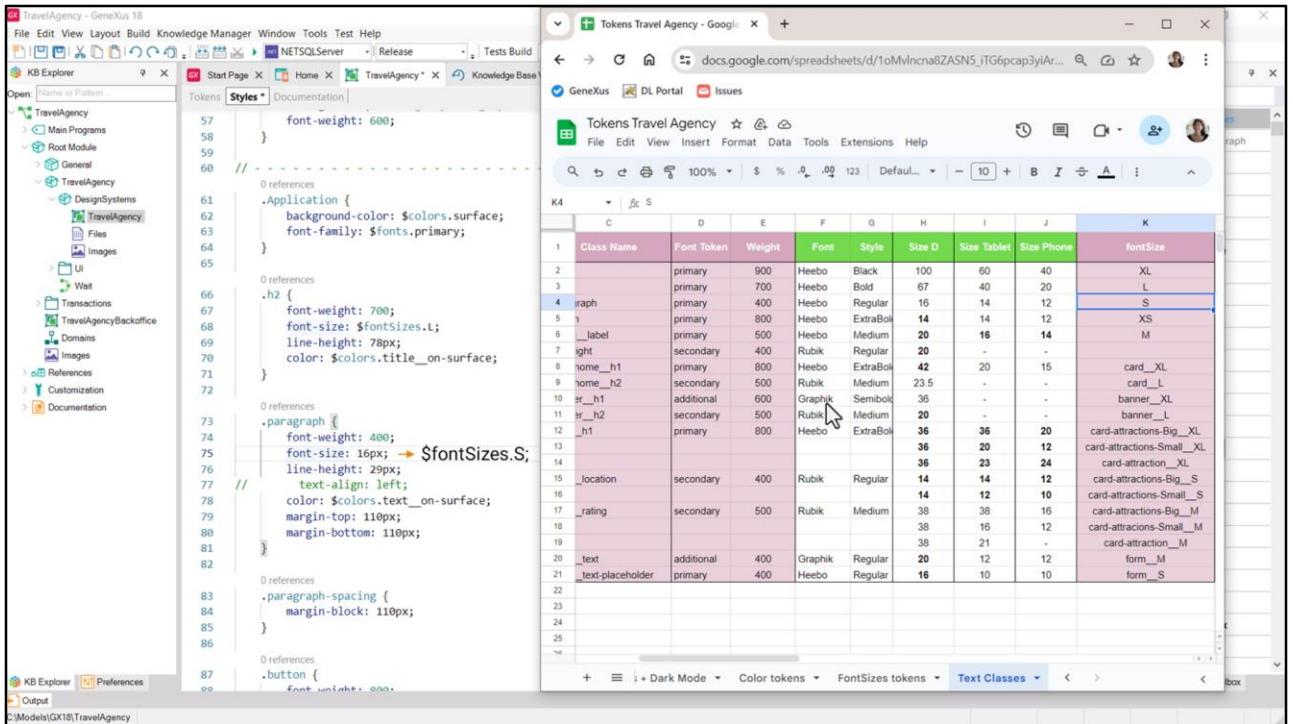 TravelAgency - GeneXus 18
File Edit View Layout Build Knowledge Manager Window Tools Test Help
NETSQLServer Release Tests Build
KB Explorer
Open: Name or Pattern
TravelAgency
Main Programs
Root Module
General
TravelAgency
DesignSystems
TravelAgency
Files
Images
UI
Wait
Transactions
TravelAgencyBackoffice
Domains
Images
References
Customization
Documentation
KB Explorer Preferences
Output
C:\Models\GX18\TravelAgency
Start Page X Home X TravelAgency* X Knowledge Base
Tokens Styles * Documentation
57 font-weight: 600;
58 }
59
60 // - - - - - - - - - - - - - - - - - - - - - -
0 references
61 .Application {
62 background-color: $colors.surface;
63 font-family: $fonts.primary;
64 }
65
0 references
66 .h2 {
67 font-weight: 700;
68 font-size: $fontSizes.L;
69 line-height: 78px;
70 color: $colors.title__on-surface;
71 }
72
0 references
73 .paragraph {
74 font-weight: 400;
75 font-size: 16px; → $fontSizes.S;
76 line-height: 29px;
77 // text-align: left;
78 color: $colors.text__on-surface;
79 margin-top: 110px;
80 margin-bottom: 110px;
81 }
82
0 references
83 .paragraph-spacing {
84 margin-block: 110px;
85 }
86
0 references
87 .button {
88 font-weight: 800;
Tokens Travel Agency - Google
docs.google.com/spreadsheets/d/1oMvlncna8ZASN5_iTG6pcap3yiAr...
GeneXus DL Portal Issues
Tokens Travel Agency
File Edit View Insert Format Data Tools Extensions Help
100% $ % .0 .00 123 Defaul... - 10 + B I A
K4 fx S
C D E F G H I J K
1 Class Name Font Token Weight Font Style Size D Size Tablet Size Phone fontSize
2 primary 900 Heebo Black 100 60 40 XL
3 primary 700 Heebo Bold 67 40 20 L
4 raph primary 400 Heebo Regular 16 14 12 S
5 primary 800 Heebo ExtraBol 14 14 12 XS
6 __label primary 500 Heebo Medium 20 16 14 M
7 ight secondary 400 Rubik Regular 20 - -
8 home__h1 primary 800 Heebo ExtraBol 42 20 15 card__XL
9 home__h2 secondary 500 Rubik Medium 23.5 - - card__L
10 er__h1 additional 600 Graphik Semibold 36 - - banner__XL
11 er__h2 secondary 500 Rubik Medium 20 - - banner__L
12 _h1 primary 800 Heebo ExtraBol 36 36 20 card-attractions-Big__XL
13 36 20 12 card-attractions-Small__XL
14 36 23 24 card-attraction__XL
15 _location secondary 400 Rubik Regular 14 14 12 card-attractions-Big__S
16 14 12 10 card-attractions-Small__S
17 _rating secondary 500 Rubik Medium 38 38 16 card-attractions-Big__M
18 38 16 12 card-attracions-Small__M
19 38 21 - card-attraction__M
20 _text additional 400 Graphik Regular 20 12 12 form__M
21 _text-placeholder primary 400 Heebo Regular 16 10 10 form__S
22
23
24
25
+ Dark Mode Color tokens FontSizes tokens Text Classes